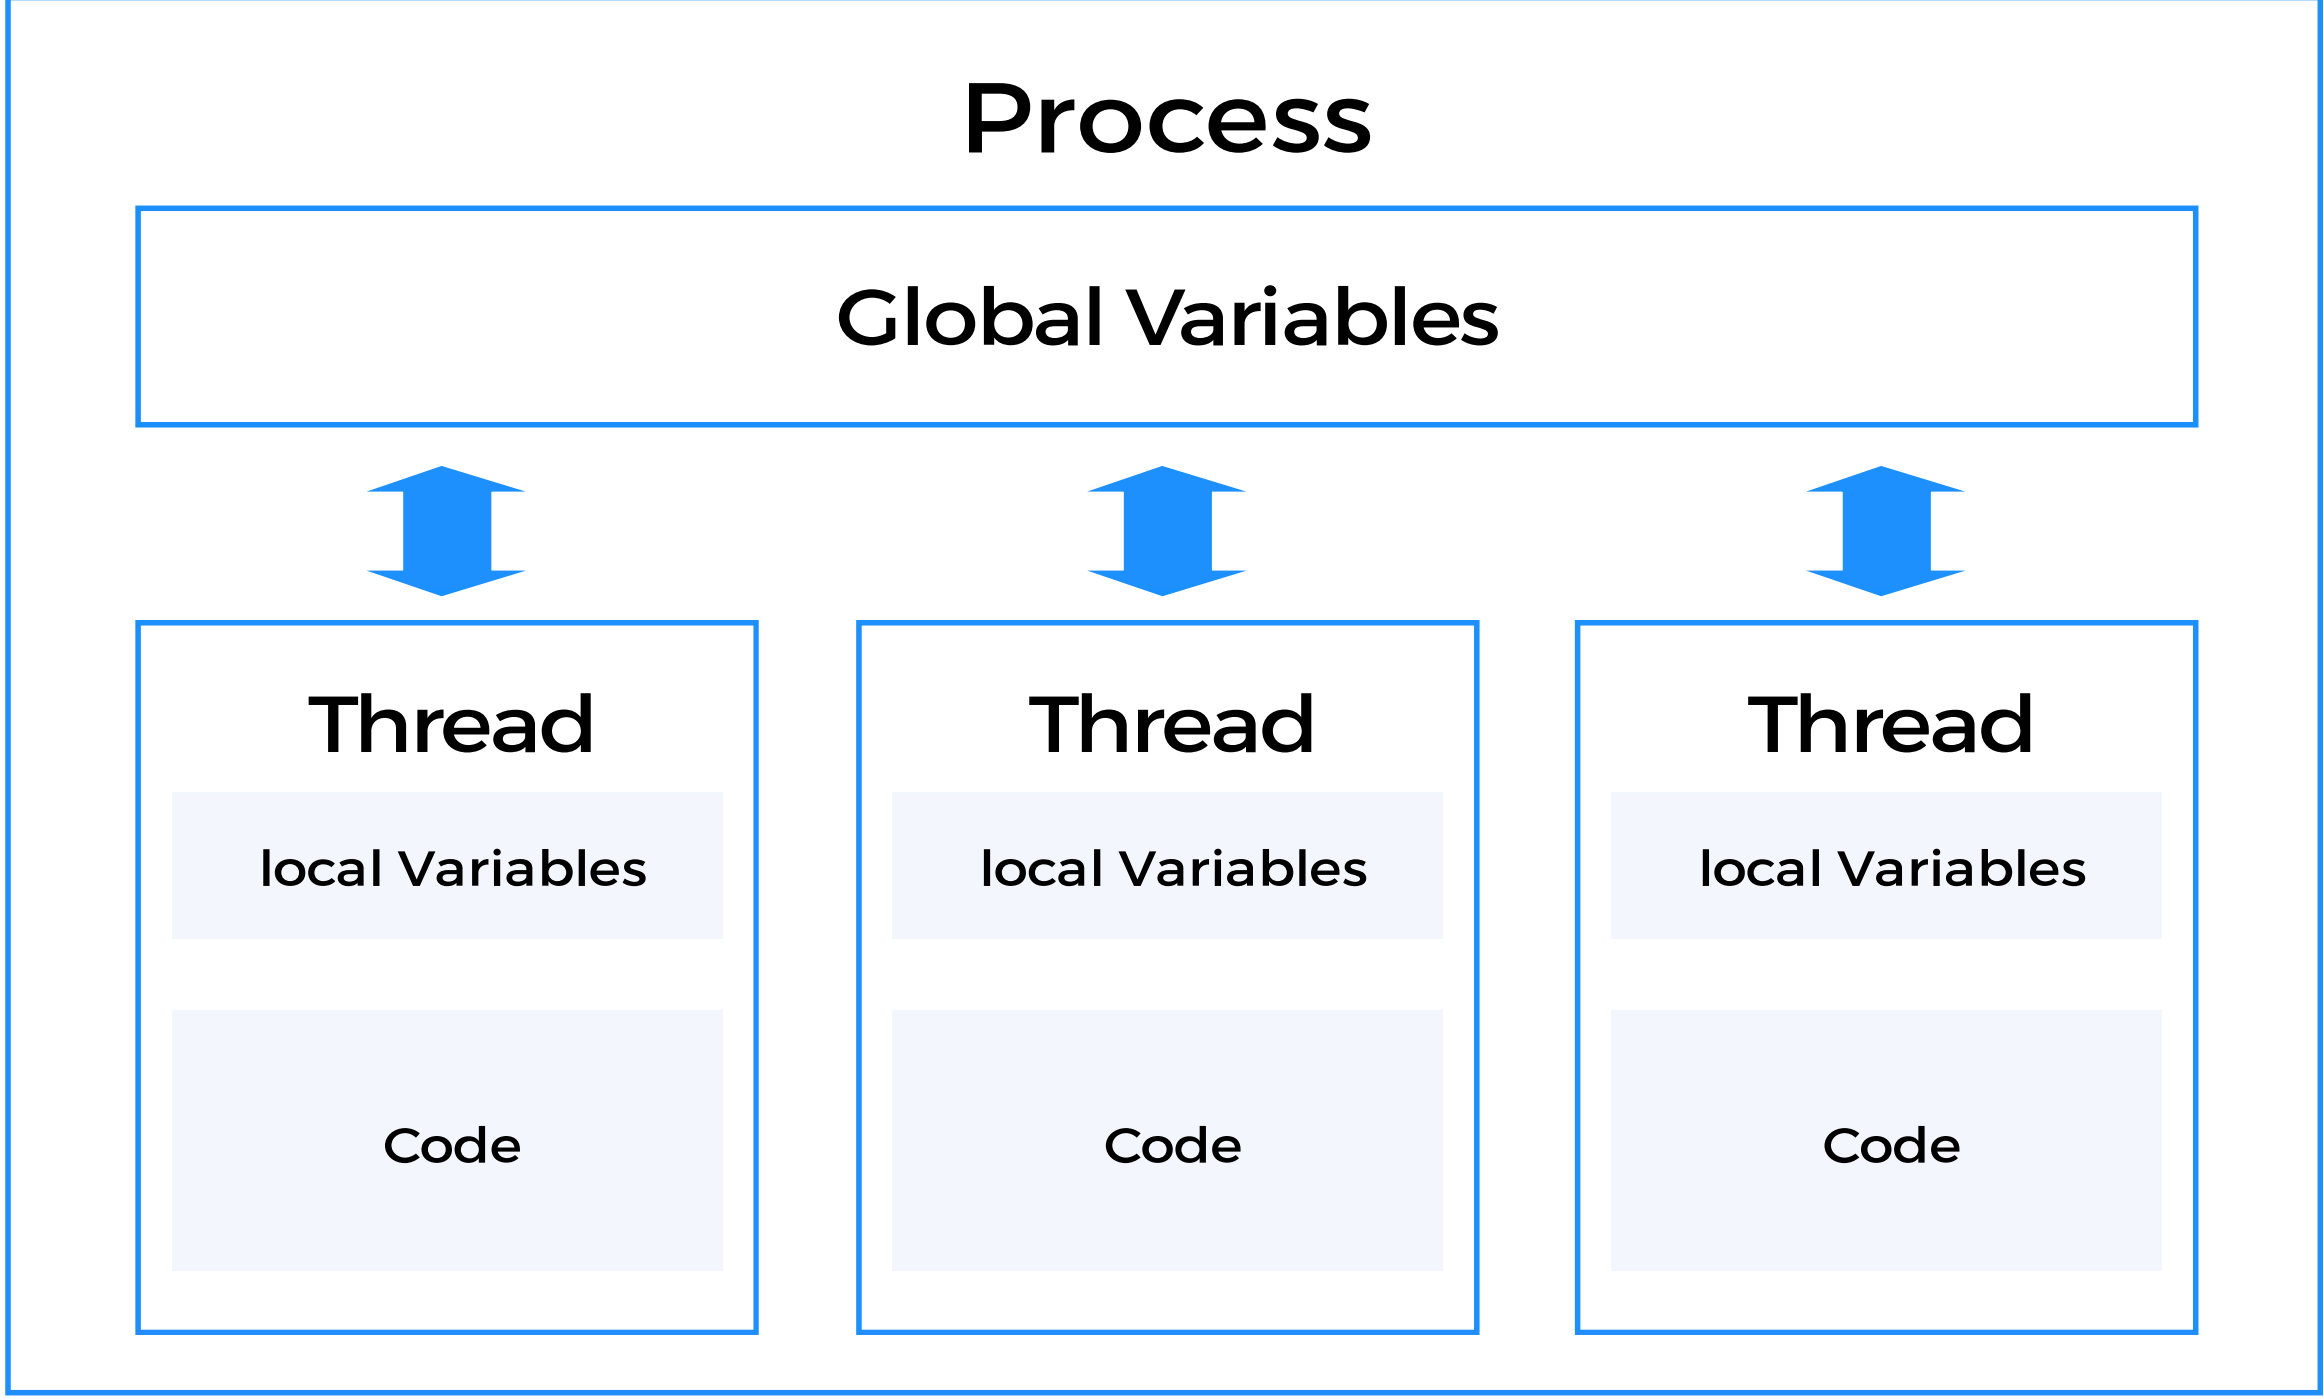 Process
Global Variables
Thread
local Variables
Code
Thread
local Variables
Code
Thread
local Variables
Code